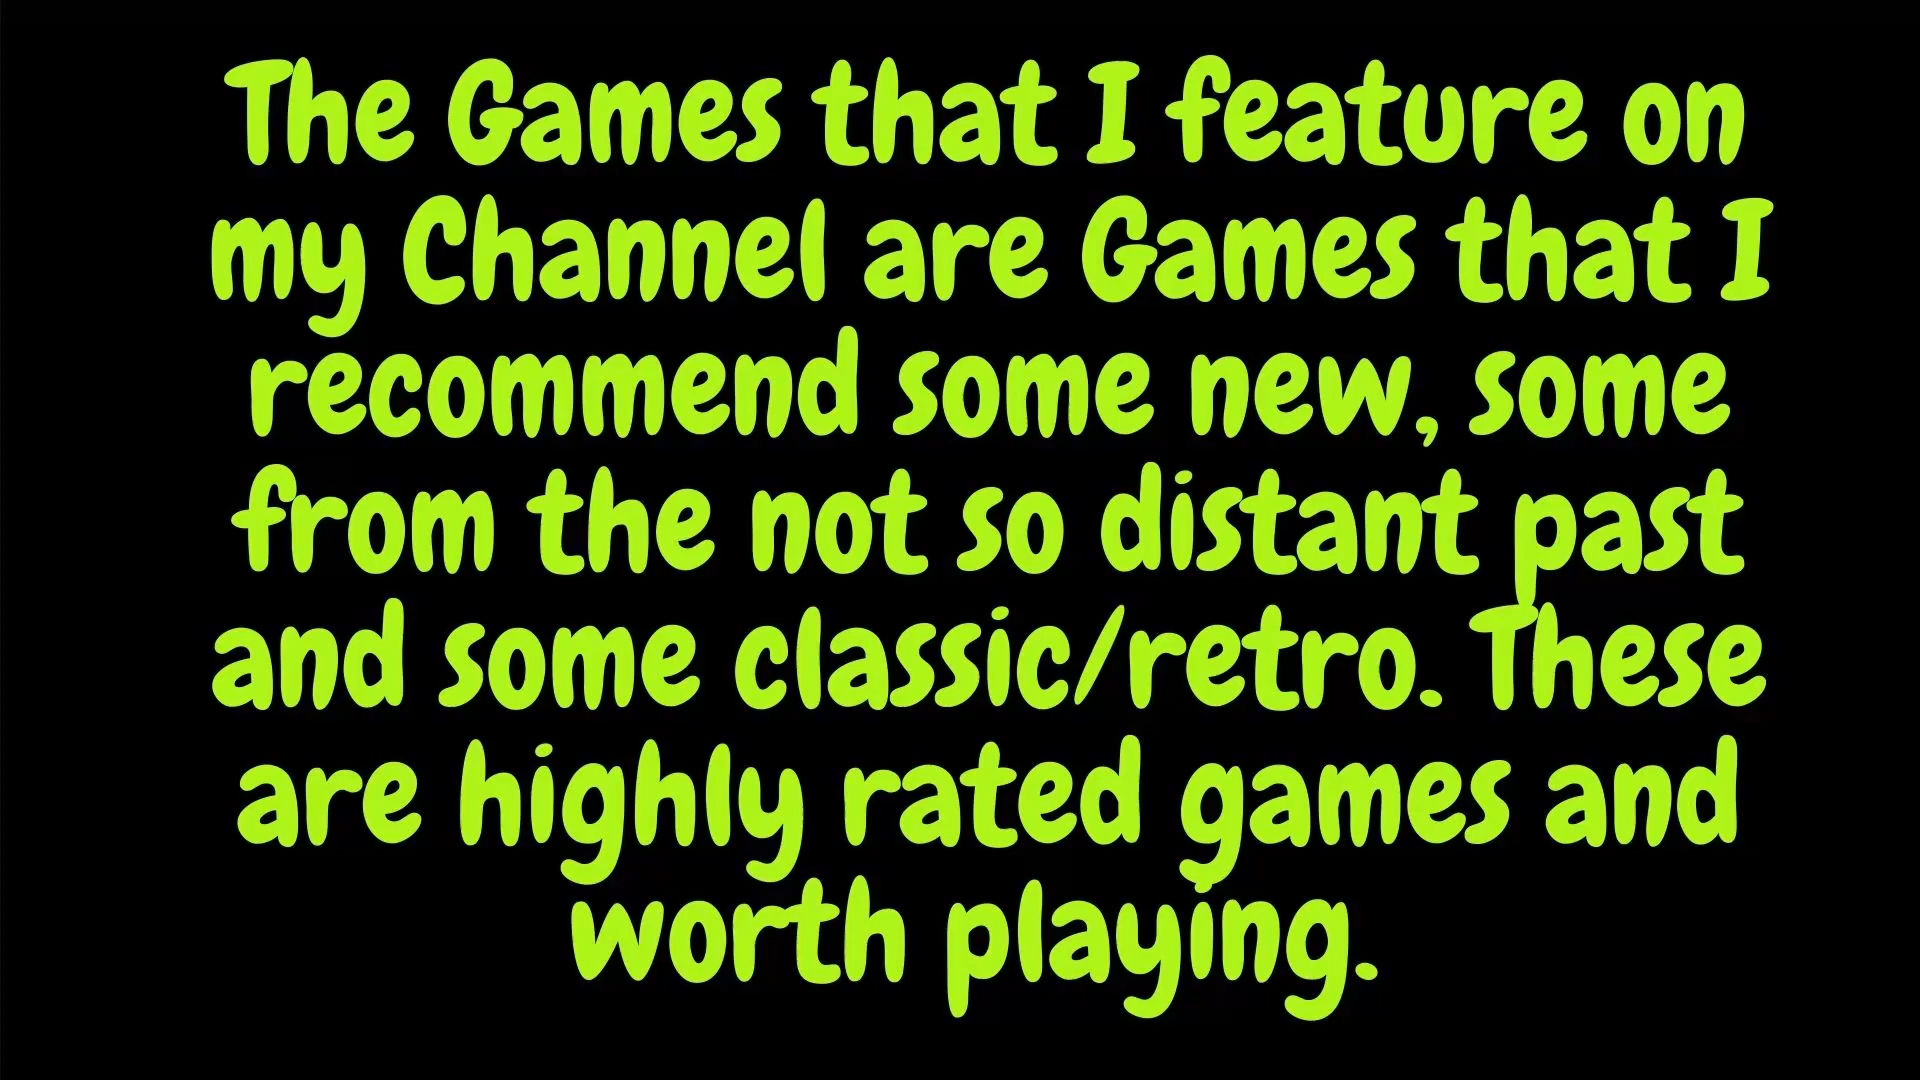 The Games that I feature on
my Channel are Games that I
recommend some new, some
from the not so distant past
and some classic/retro. These
are highly rated games and
worth playing.